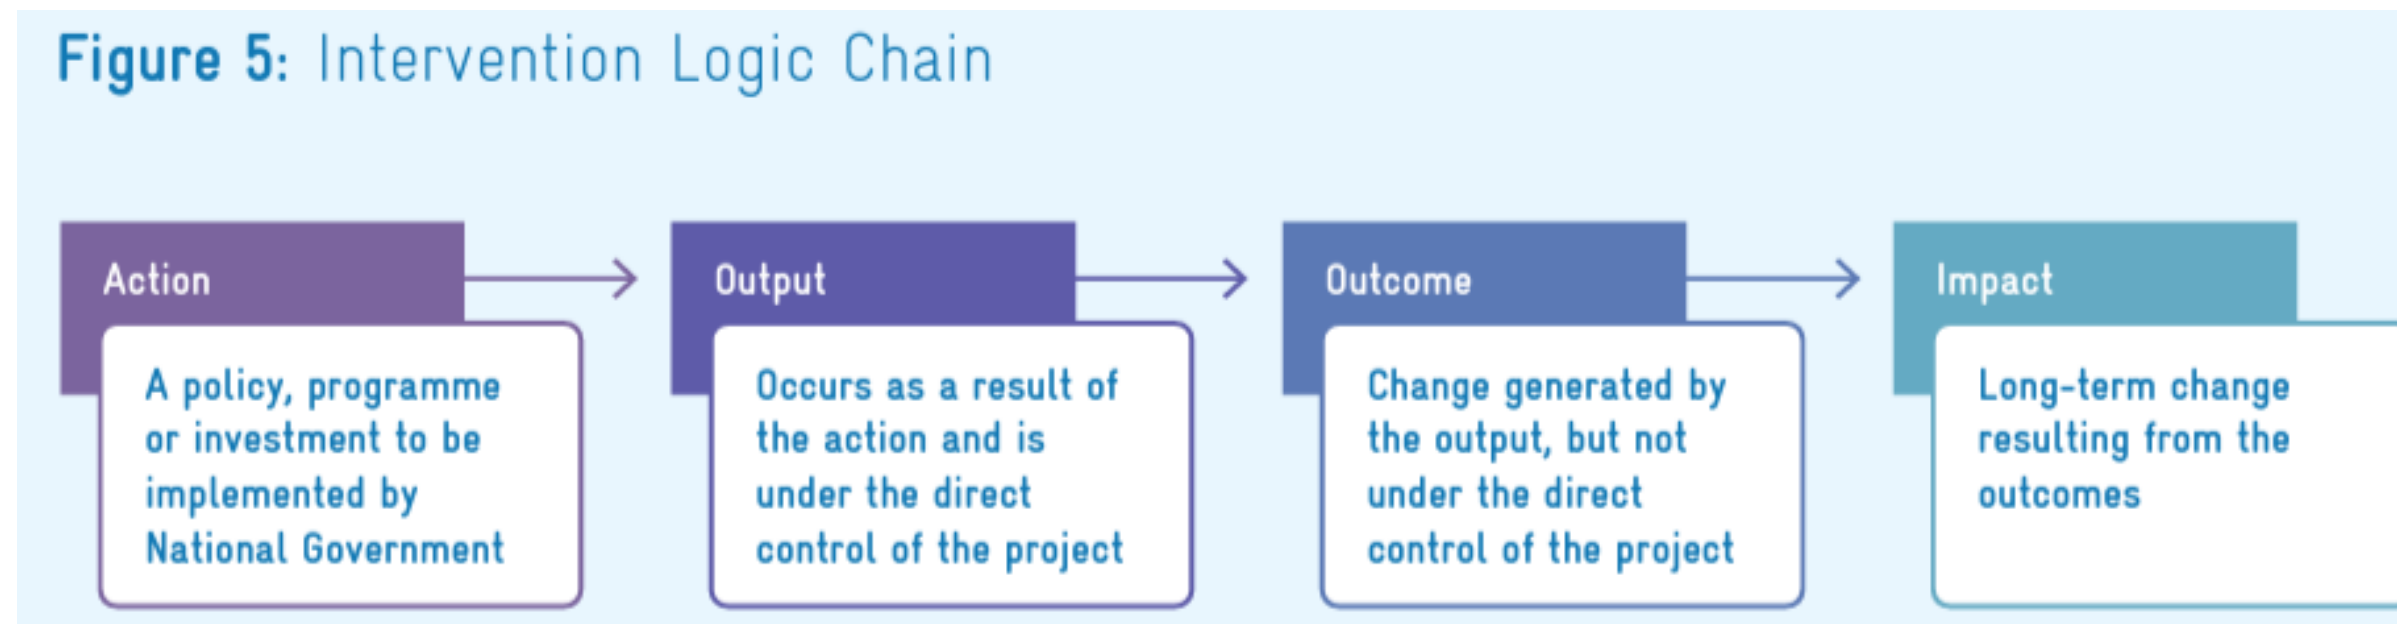 Figure 5: Intervention Logic Chain
Action
A policy, programme
or investment to be
implemented by
National Government
Output
Occurs as a result of
the action and is
under the direct
control of the project
Outcome
Change generated by
the output, but not
under the direct
control of the project
Impact
Long-term change
resulting from the
outcomes